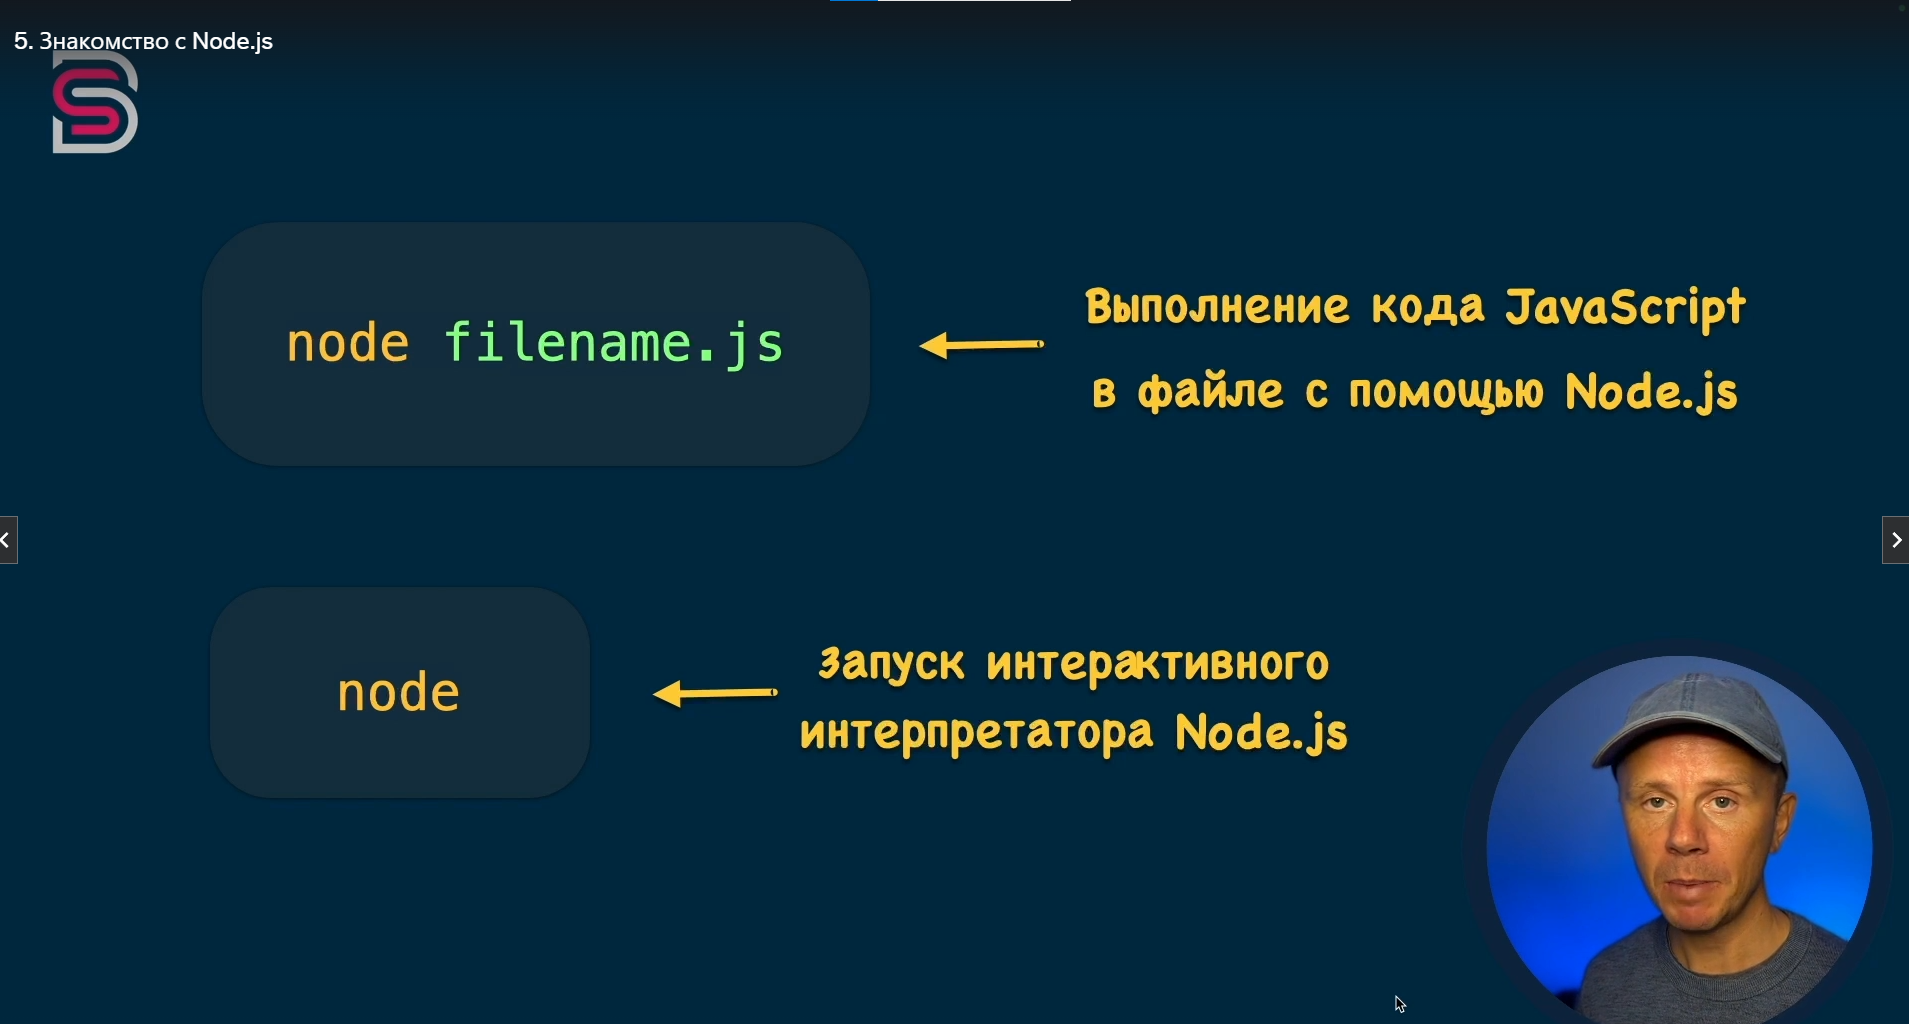 5. Знакомство с Node.js
node filename.js
Выполнение кода JavaScript
в файле с помощью Node.js
node
Запуск интерактивного
интерпретатора Node.js